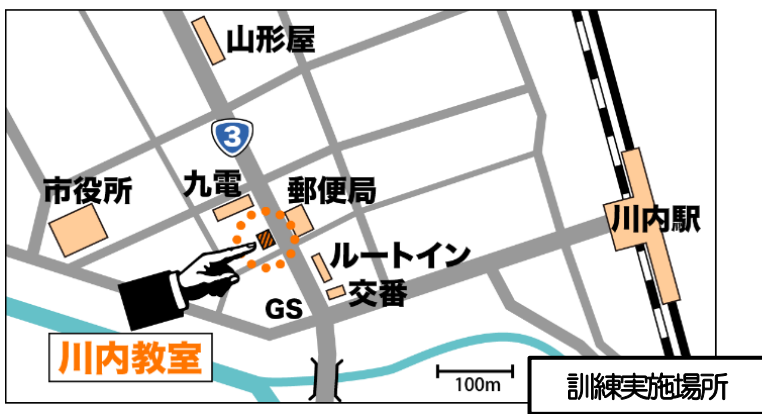 山形屋
3
市役所
九電
郵便局
川内駅
ルートイン
交番
GS
川内教室
100m
訓練実施場所